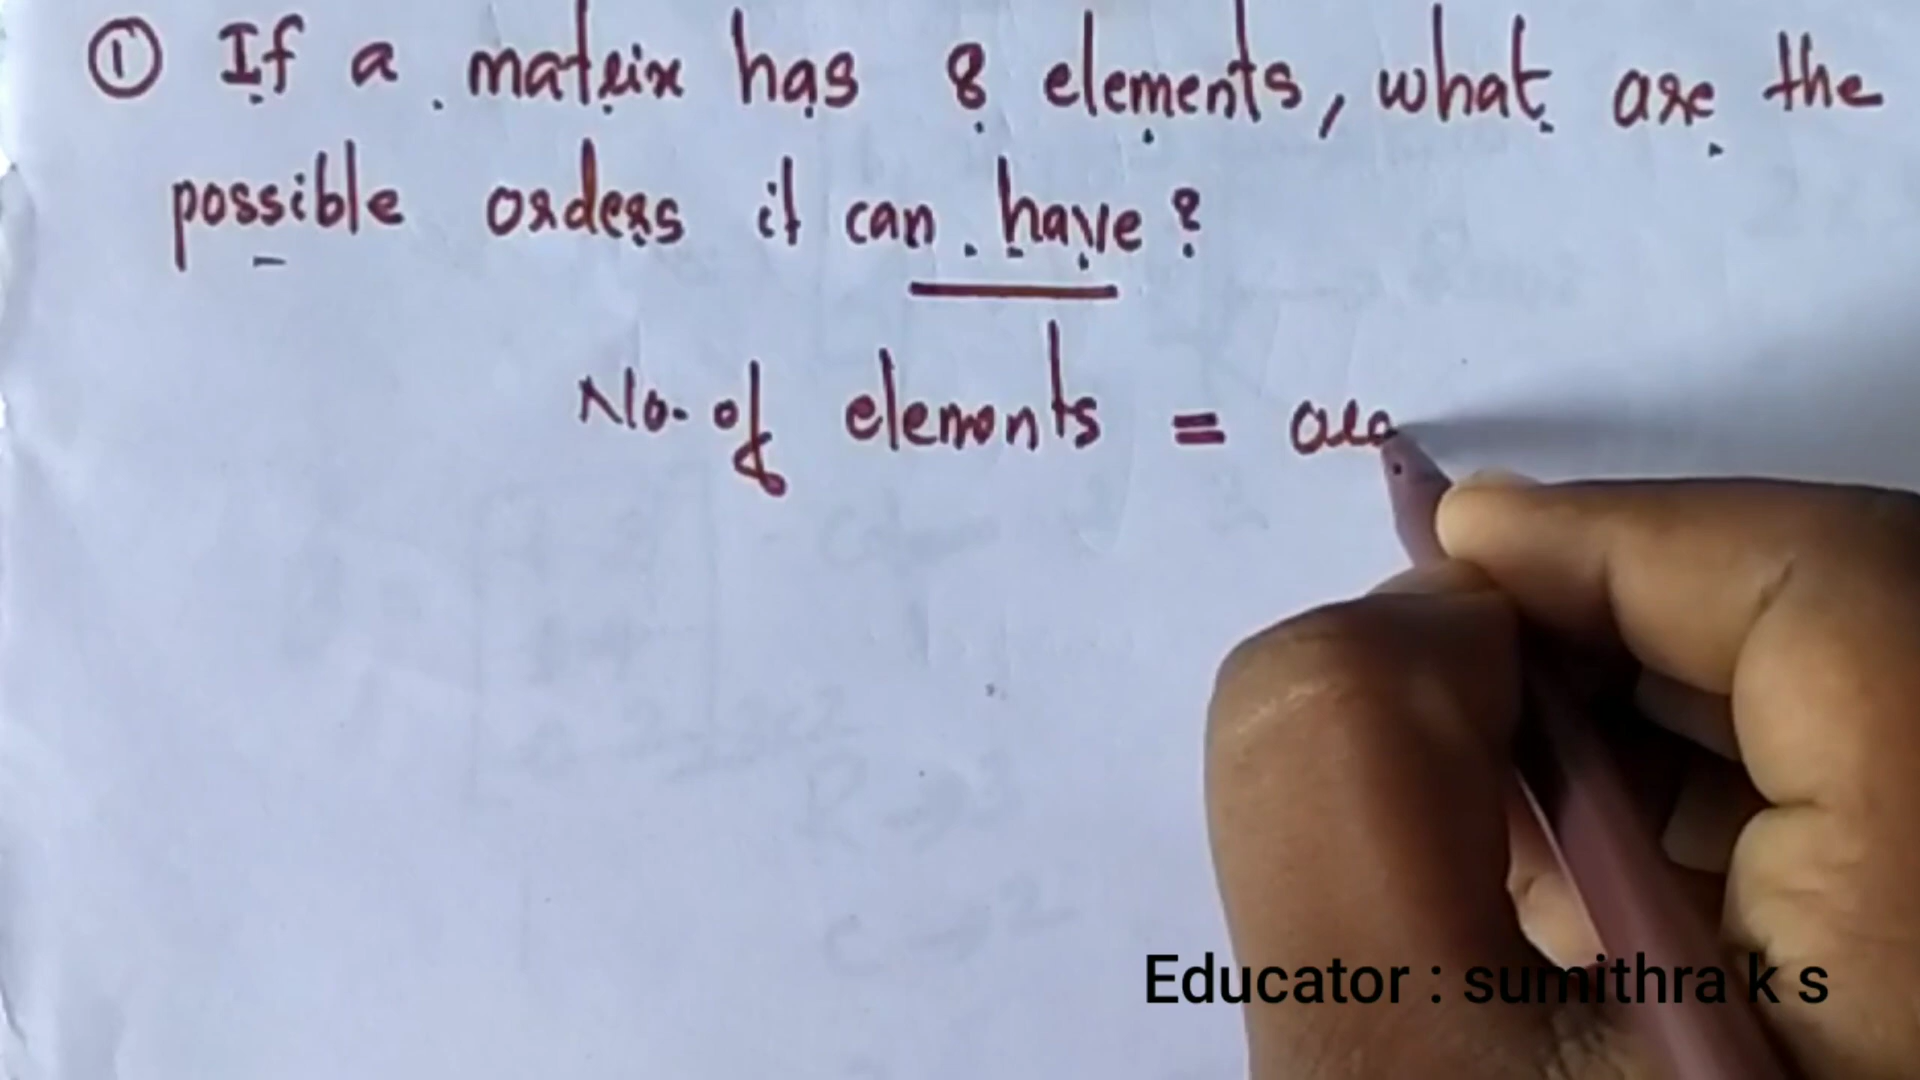 ① If a matrix has 8 elements, what are the
possible orders it can have?
No. of elements =
Educator : sumithra k s